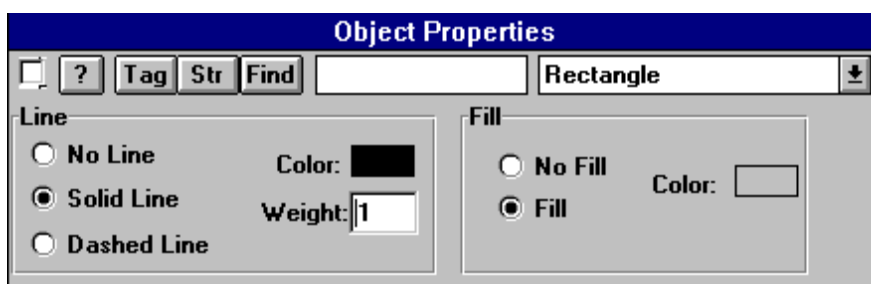 Object Properties
? Tag Str Find Rectangle
Line
No Line
Color:
Solid Line
Weight: 1
Dashed Line
Fill
No Fill
Color:
Fill